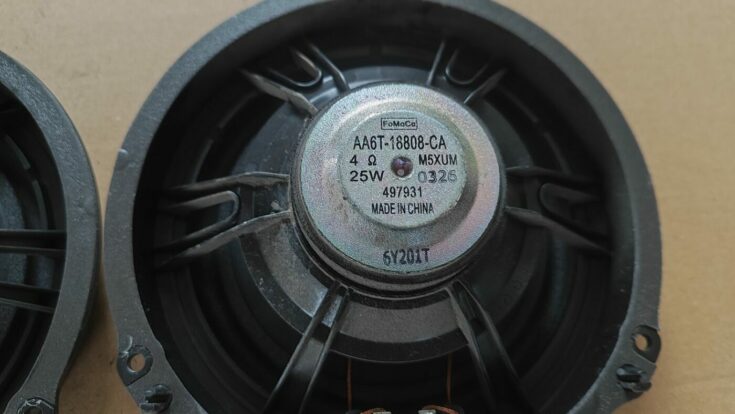 FoMoCo
AA6T-18808-CA
4 Ω M5XUM
25W 0326
497931
MADE IN CHINA
6Y201T